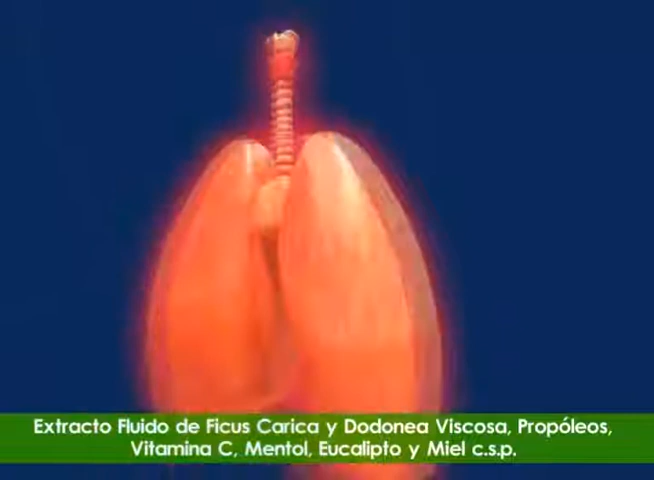 Extracto Fluido de Ficus Carica y Dodonea Viscosa, Propóleos,
Vitamina C, Mentol, Eucalipto y Miel c.s.p.